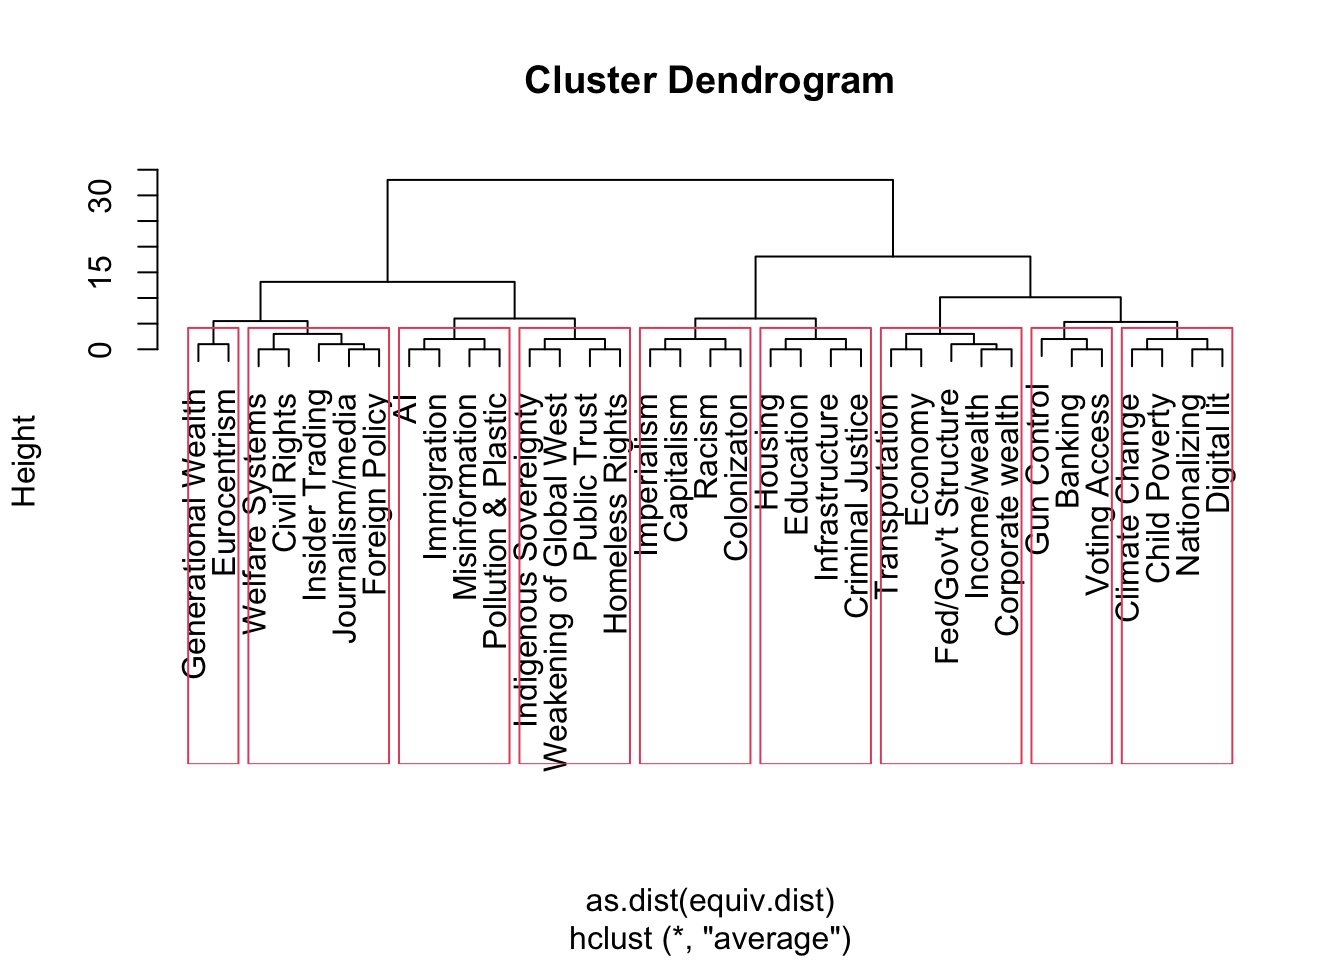 Cluster Dendrogram
Height
0
15
30
Generational Wealth
Eurocentrism
Welfare Systems
Civil Rights
Insider Trading
Journalism/media
Foreign Policy
AI
Immigration
Misinformation
Pollution & Plastic
Indigenous Sovereignty
Weakening of Global West
Public Trust
Homeless Rights
Imperialism
Capitalism
Racism
Colonizaton
Housing
Education
Infrastructure
Criminal Justice
Transportation
Economy
Fed/Gov't Structure
Income/wealth
Corporate wealth
Gun Control
Banking
Voting Access
Climate Change
Child Poverty
Nationalizing
Digital lit
as.dist(equiv.dist)
hclust (*, "average")